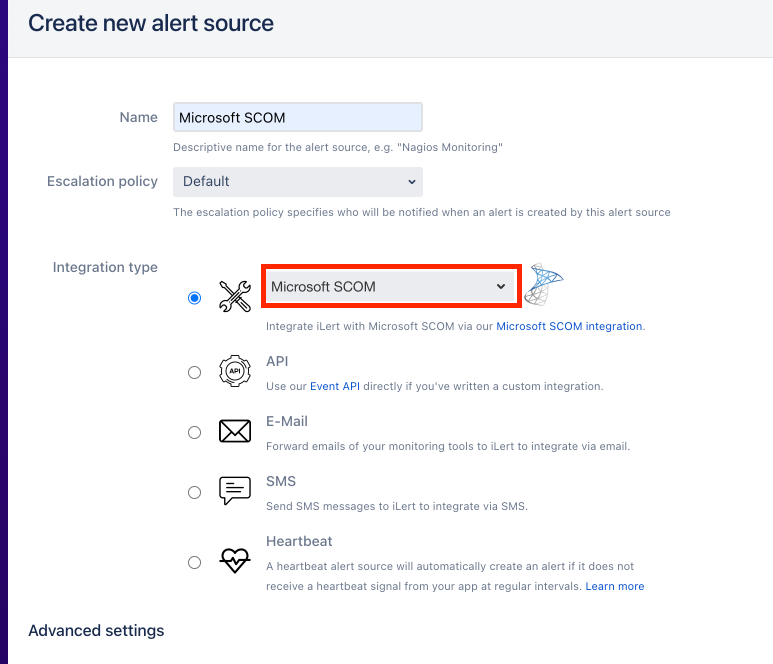 Create new alert source
Name
Microsoft SCOM
Descriptive name for the alert source, e.g. "Nagios Monitoring"
Escalation policy
Default
The escalation policy specifies who will be notified when an alert is created by this alert source
Integration type
Microsoft SCOM
Integrate iLert with Microsoft SCOM via our Microsoft SCOM integration.
API
API
Use our Event API directly if you've written a custom integration.
E-Mail
Forward emails of your monitoring tools to iLert to integrate via email.
SMS
Send SMS messages to iLert to integrate via SMS.
Heartbeat
A heartbeat alert source will automatically create an alert if it does not
receive a heartbeat signal from your app at regular intervals. Learn more
Advanced settings